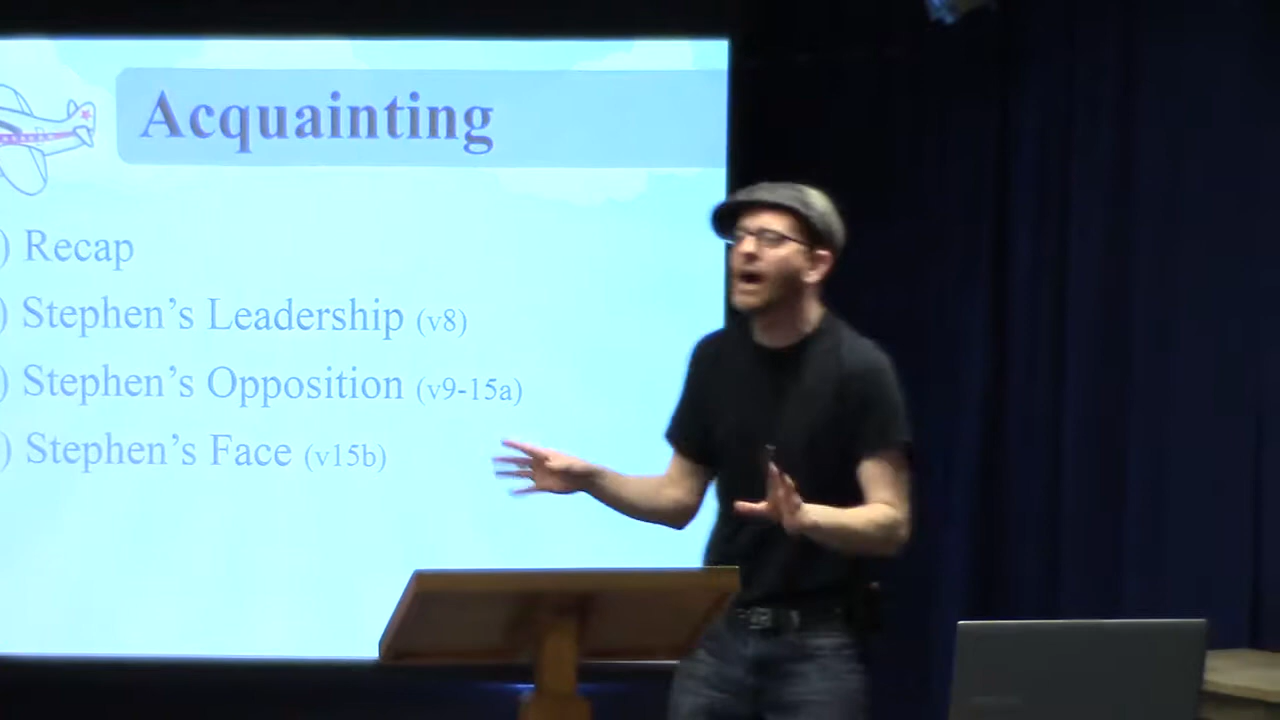 Acquainting
) Recap
) Stephen's Leadership (v8)
) Stephen's Opposition (v9-15a)
) Stephen's Face (v15b)